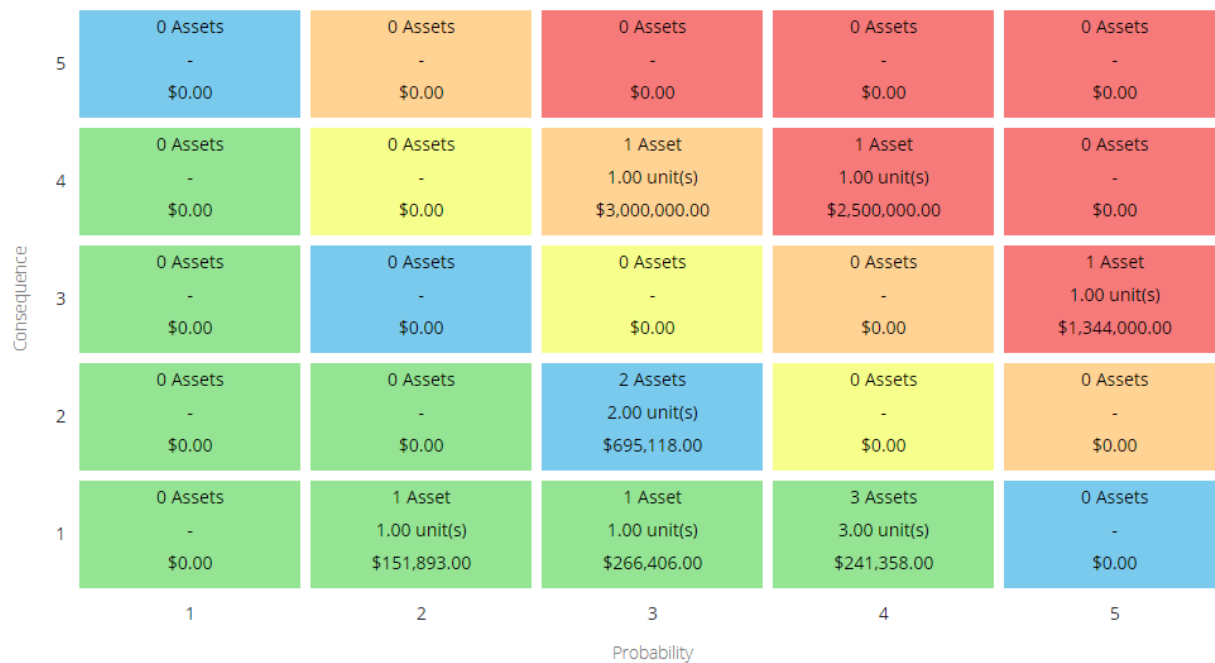 0 Assets 0 Assets 0 Assets 0 Assets 0 Assets
5 - - - - -
$0.00 $0.00 $0.00 $0.00 $0.00
0 Assets 0 Assets 1 Asset 1 Asset 0 Assets
4 - - 1.00 unit(s) 1.00 unit(s) -
$0.00 $0.00 $3,000,000.00 $2,500,000.00 $0.00
Consequence
0 Assets 0 Assets 0 Assets 0 Assets 1 Asset
3 - - - - 1.00 unit(s)
$0.00 $0.00 $0.00 $0.00 $1,344,000.00
0 Assets 0 Assets 2 Assets 0 Assets 0 Assets
2 - - 2.00 unit(s) - -
$0.00 $0.00 $695,118.00 $0.00 $0.00
0 Assets 1 Asset 1 Asset 3 Assets 0 Assets
1 - 1.00 unit(s) 1.00 unit(s) 3.00 unit(s) -
$0.00 $151,893.00 $266,406.00 $241,358.00 $0.00
1 2 3 4 5
Probability